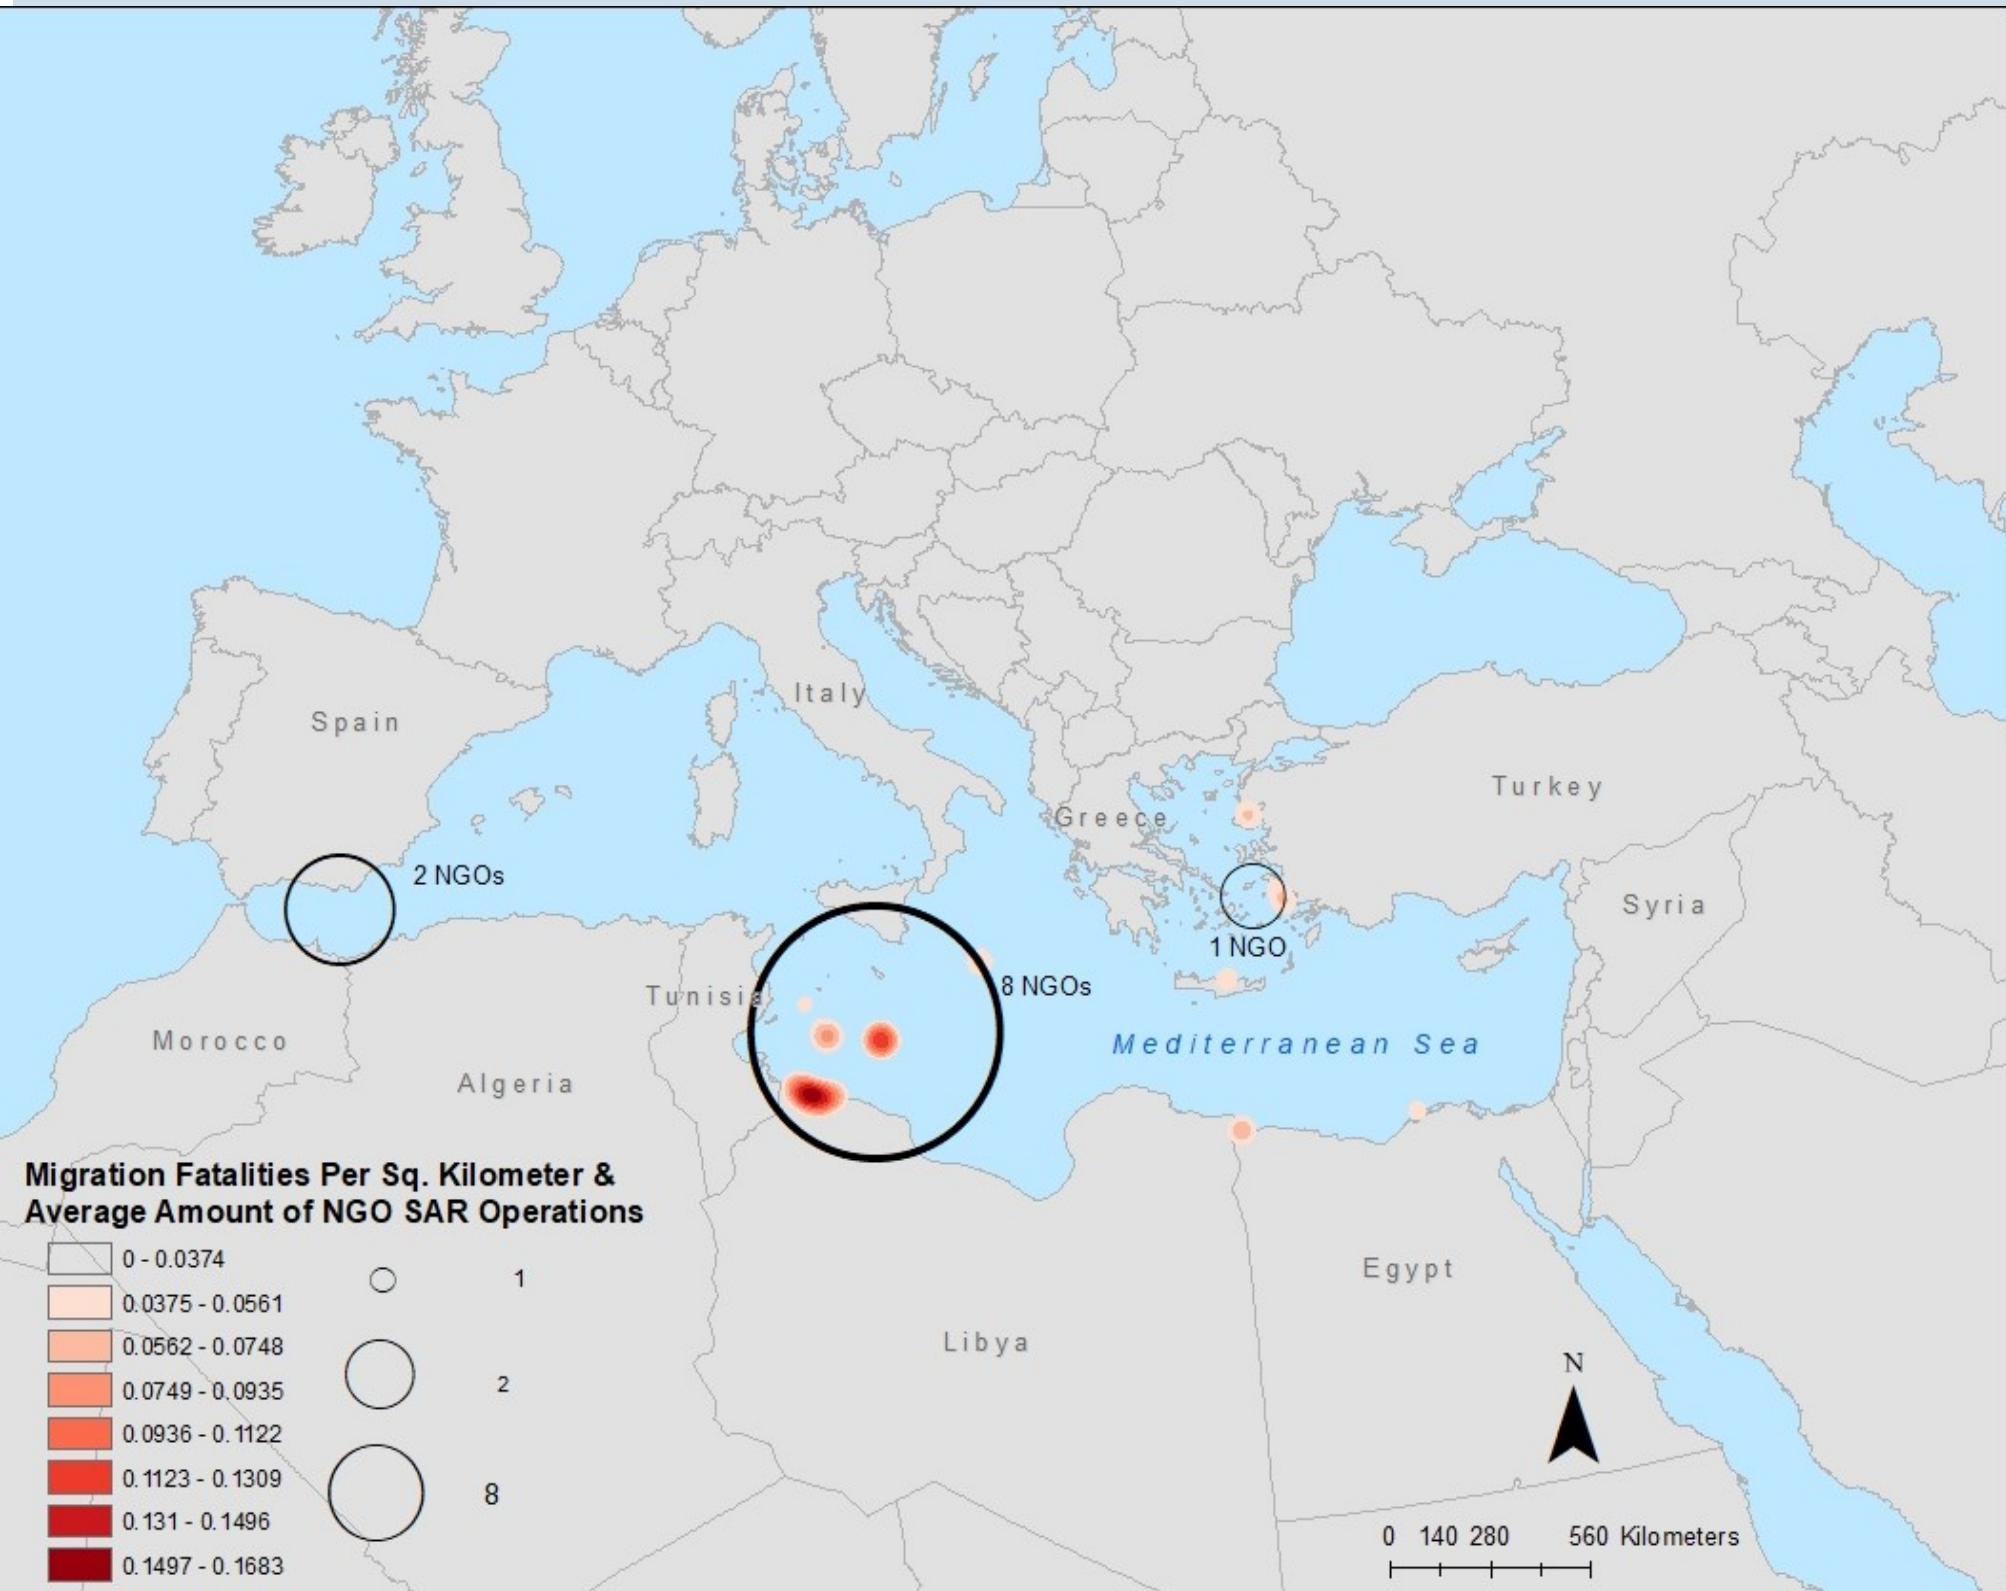 Italy
Spain
Turkey
Greece
2 NGOs
Syria
1 NGO
8 NGOs
Tunisia
Morocco
Mediterranean Sea
Algeria
Migration Fatalities Per Sq. Kilometer &
Average Amount of NGO SAR Operations
0 - 0.0374
1
0.0375 - 0.0561
0.0562 - 0.0748
2
0.0749 - 0.0935
0.0936 - 0.1122
0.1123 - 0.1309
8
0.131 - 0.1496
0.1497 - 0.1683
Egypt
Libya
N
0 140 280 560 Kilometers